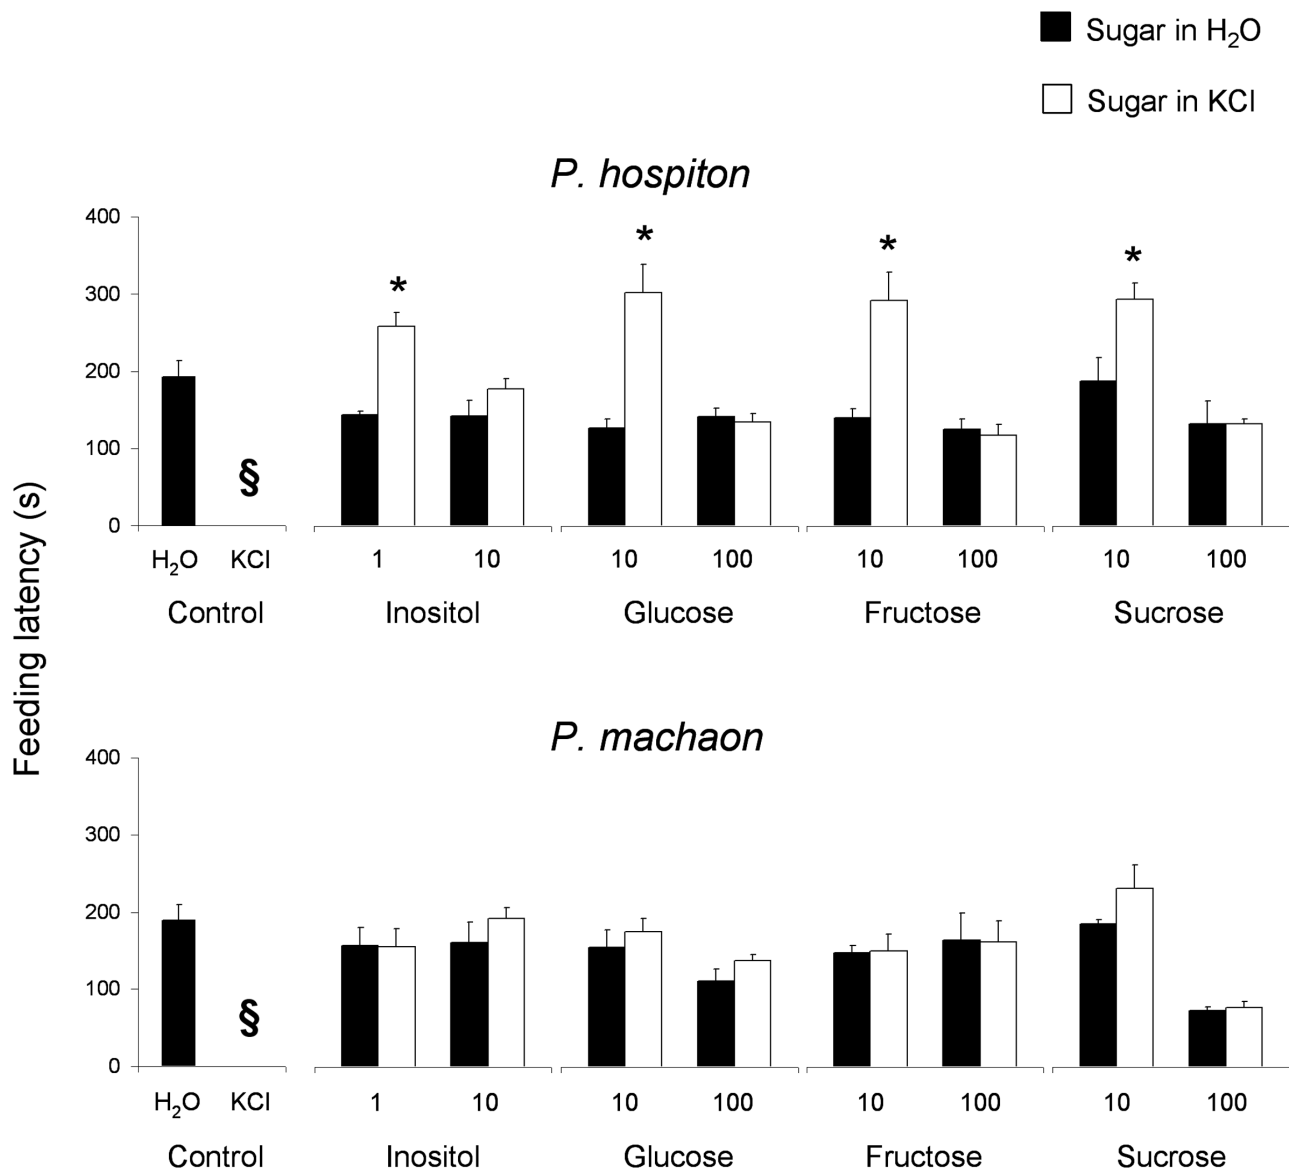 Sugar in H₂O
Sugar in KCl
P. hospiton
400
300
200
100
0
*
*
*
*
§
H₂O KCl 1 10 10 100 10 100 10 100
Control Inositol Glucose Fructose Sucrose
Feeding latency (s)
P. machaon
400
300
200
100
0
§
H₂O KCl 1 10 10 100 10 100 10 100
Control Inositol Glucose Fructose Sucrose